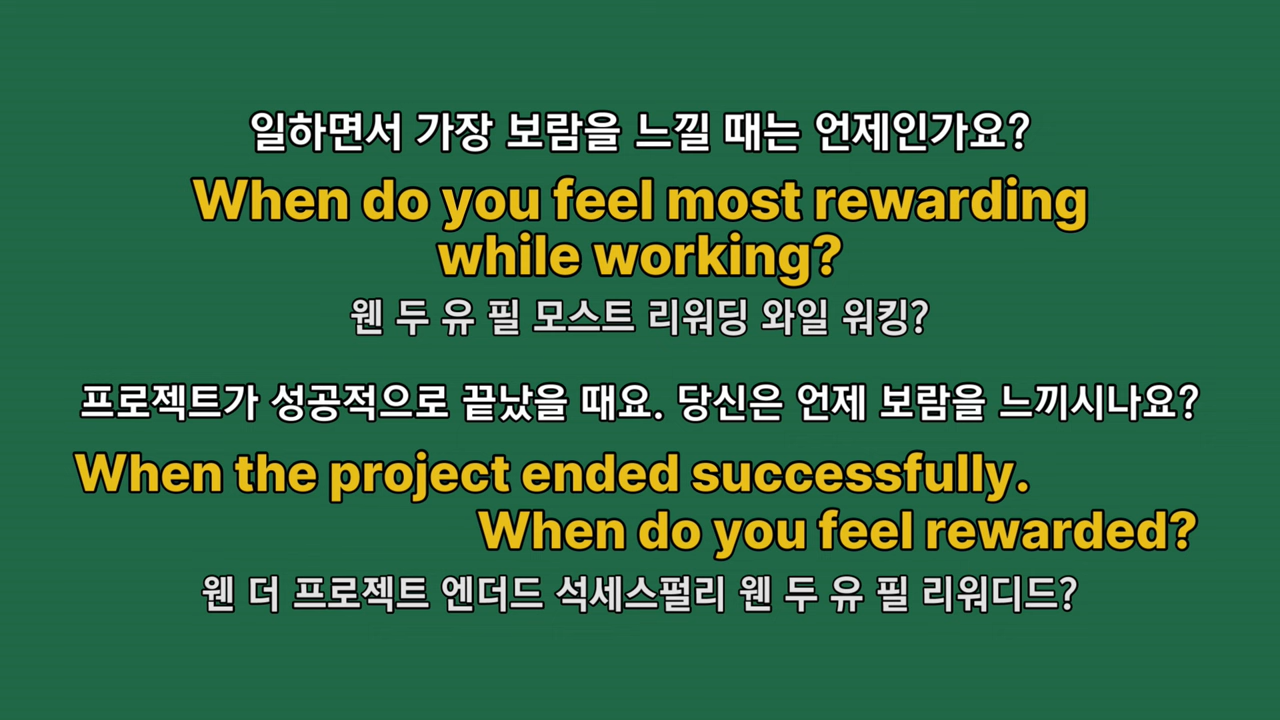 일하면서 가장 보람을 느낄 때는 언제인가요?
When do you feel most rewarding
while working?
웬 두 유 필 모스트 리워딩 와일 워킹?
프로젝트가 성공적으로 끝났을 때요. 당신은 언제 보람을 느끼시나요?
When the project ended successfully.
When do you feel rewarded?
웬 더 프로젝트 엔더드 석세스펄리 웬 두 유 필 리워디드?